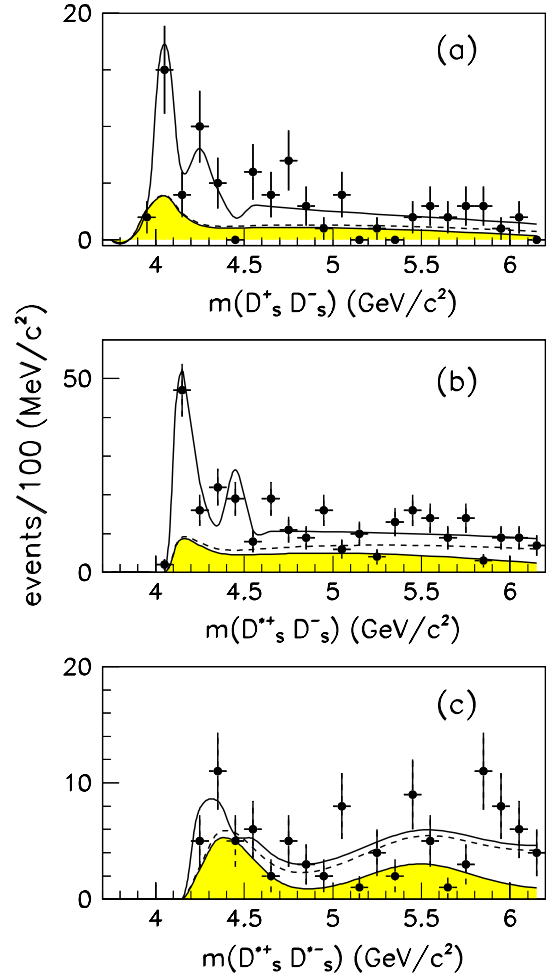 20
(a)
10
0
4 4.5 5 5.5 6
m(D⁺ₛ D⁻ₛ) (GeV/c²)
events/100 (MeV/c²)
(b)
50
0
4 4.5 5 5.5 6
m(D*⁺ₛ D⁻ₛ) (GeV/c²)
20
(c)
10
0
4 4.5 5 5.5 6
m(D*⁺ₛ D*⁻ₛ) (GeV/c²)